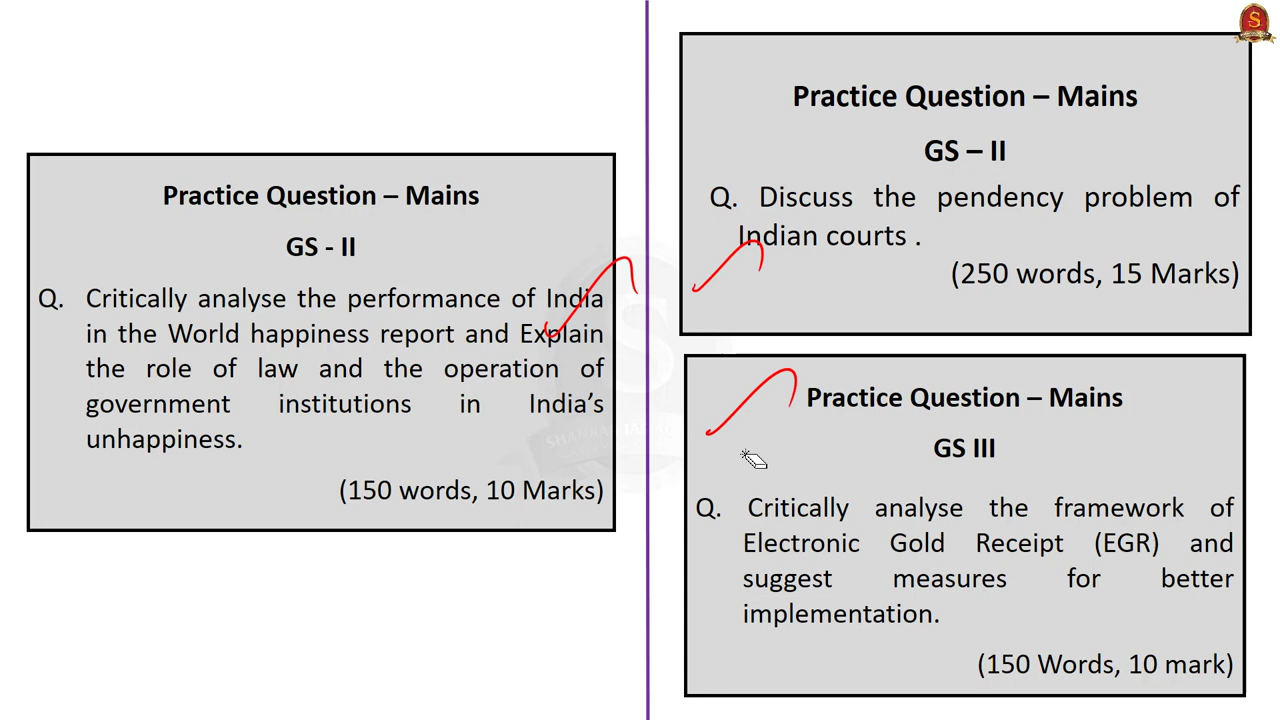 Practice Question – Mains
GS - II
Q. Critically analyse the performance of India
in the World happiness report and Explain
the role of law and the operation of
government institutions in India's
unhappiness.
(150 words, 10 Marks)
Practice Question – Mains
GS – II
Q. Discuss the pendency problem of
Indian courts .
(250 words, 15 Marks)
Practice Question – Mains
GS III
Q. Critically analyse the framework of
Electronic Gold Receipt (EGR) and
suggest measures for better
implementation.
(150 Words, 10 mark)
S